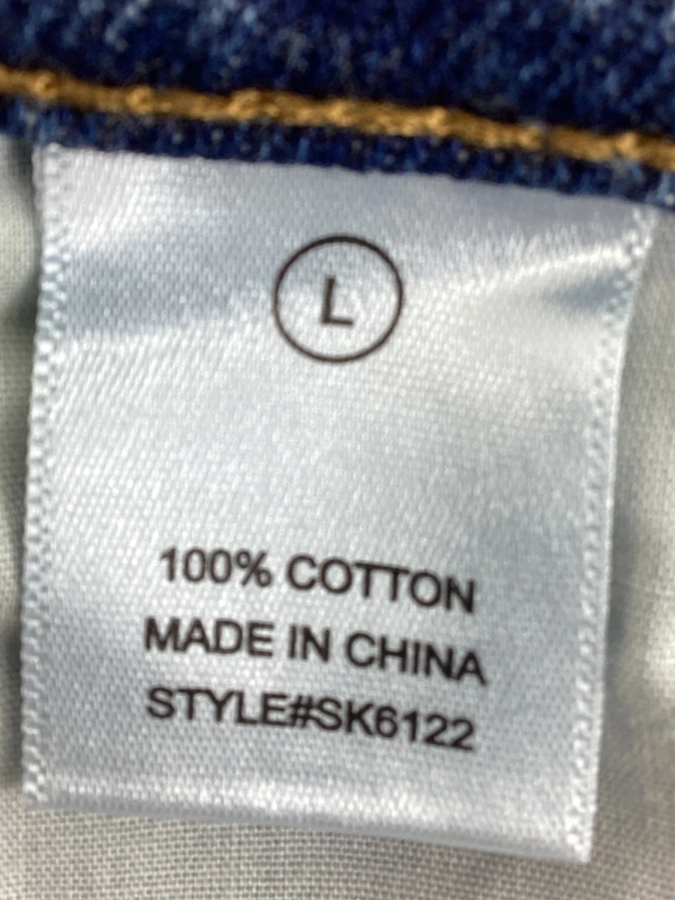 L
100% COTTON
MADE IN CHINA
STYLE#SK6122